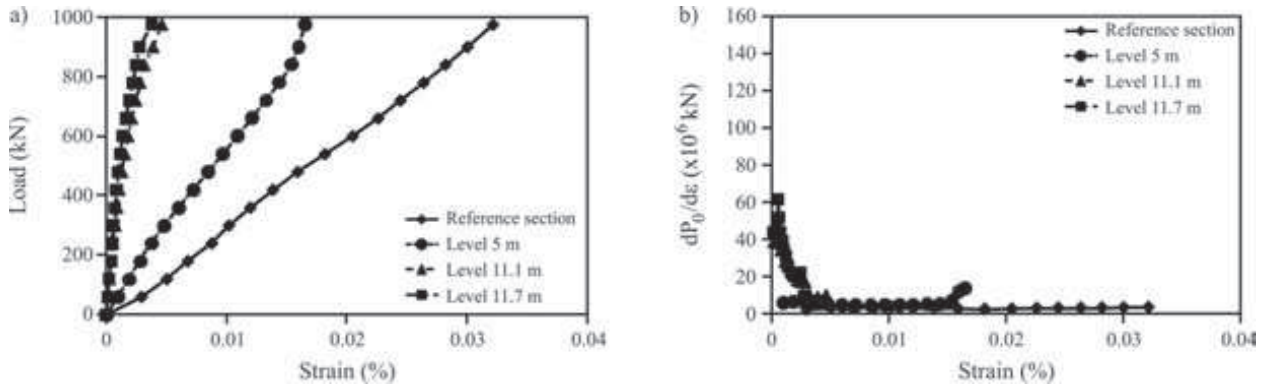 a)
1000
800
600
400
200
0
Load (kN)
Reference section
Level 5 m
Level 11.1 m
Level 11.7 m
0 0.01 0.02 0.03 0.04
Strain (%)
b)
160
140
120
100
80
60
40
20
0
dP₀/dε (x10⁶ kN)
Reference section
Level 5 m
Level 11.1 m
Level 11.7 m
0 0.01 0.02 0.03 0.04
Strain (%)